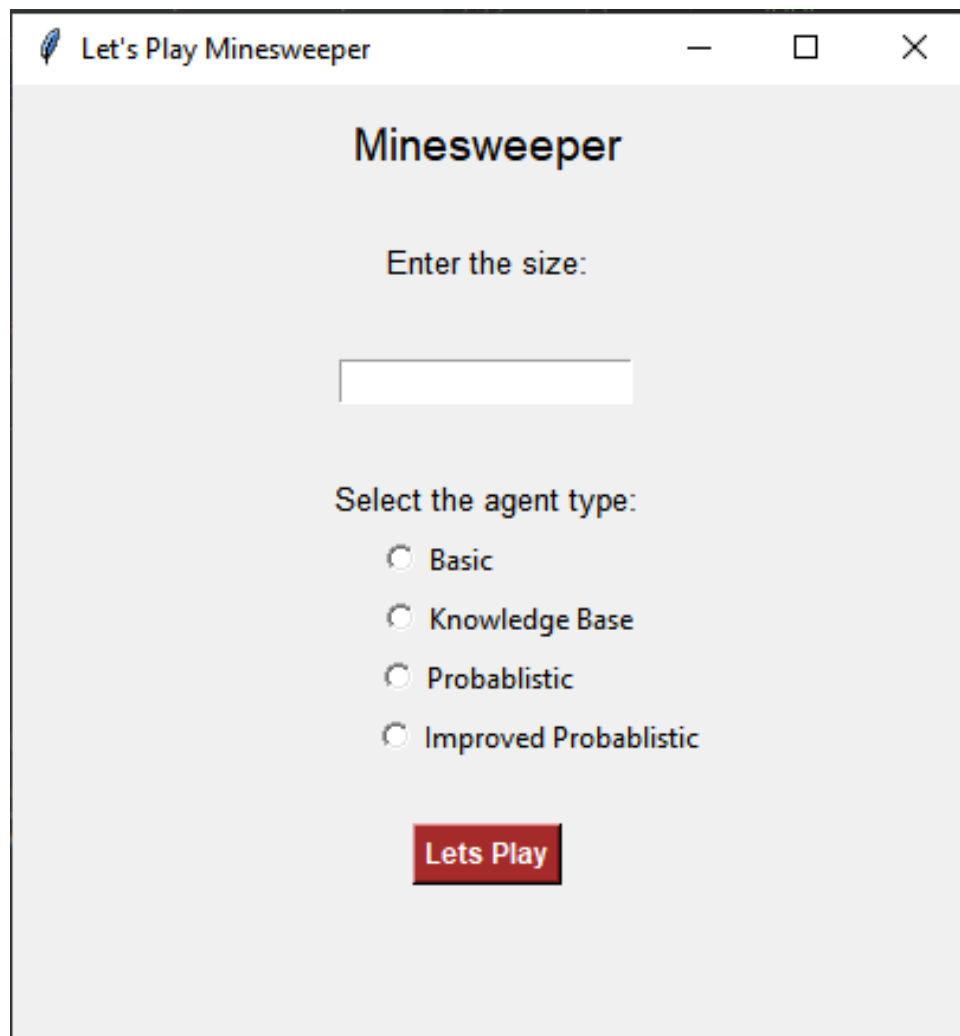 Let's Play Minesweeper
Minesweeper
Enter the size:
Select the agent type:
Basic
Knowledge Base
Probablistic
Improved Probablistic
Lets Play